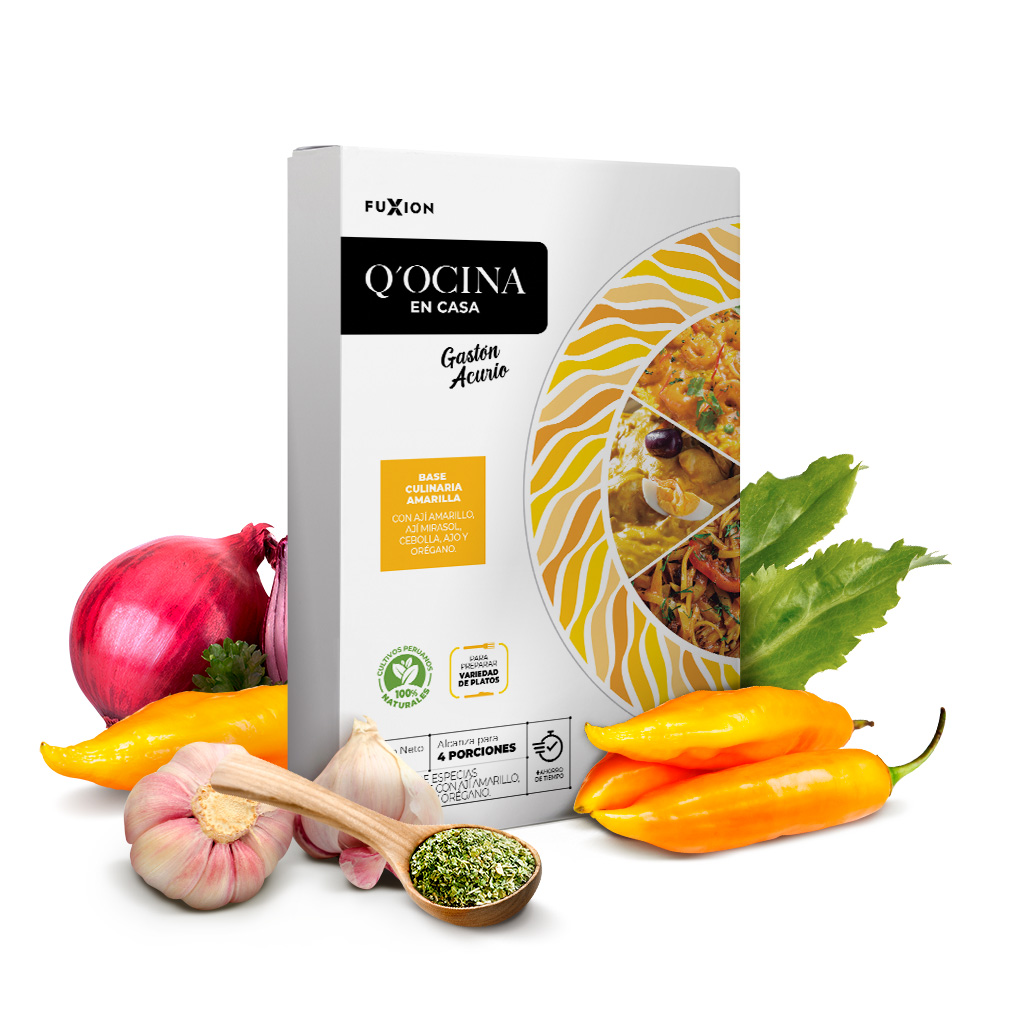 FUXION
Q´OCINA
EN CASA
Gastón
Acurio
BASE
CULINARIA
AMARILLA
CON AJÍ AMARILLO,
AJÍ MIRASOL,
CEBOLLA, AJO Y
ORÉGANO.
CULTIVOS PERUANOS
100%
NATURALES
PARA
PREPARAR
VARIEDAD
DE PLATOS
Neto
Alcanza para
4 PORCIONES
+AHORRO
DE TIEMPO
ESPECIAS
CON AJÍ AMARILLO,
ORÉGANO.